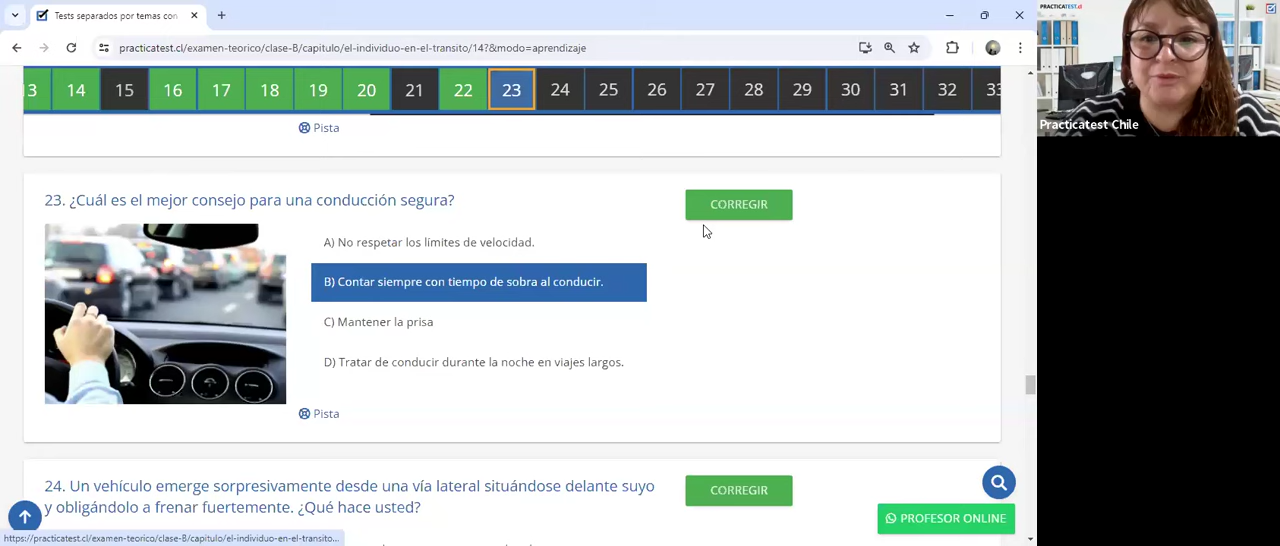 Tests separados por temas con
practicatest.cl/examen-teorico/clase-B/capitulo/el-individuo-en-el-transito/14?&modo=aprendizaje
PRACTICATEST.cl
Practicatest Chile
13 14 15 16 17 18 19 20 21 22 23 24 25 26 27 28 29 30 31 32 33
Pista
23. ¿Cuál es el mejor consejo para una conducción segura?
CORREGIR
A) No respetar los límites de velocidad.
B) Contar siempre con tiempo de sobra al conducir.
C) Mantener la prisa
D) Tratar de conducir durante la noche en viajes largos.
Pista
24. Un vehículo emerge sorpresivamente desde una vía lateral situándose delante suyo
y obligándolo a frenar fuertemente. ¿Qué hace usted?
CORREGIR
PROFESOR ONLINE
https://practicatest.cl/examen-teorico/clase-B/capitulo/el-individuo-en-el-transito...